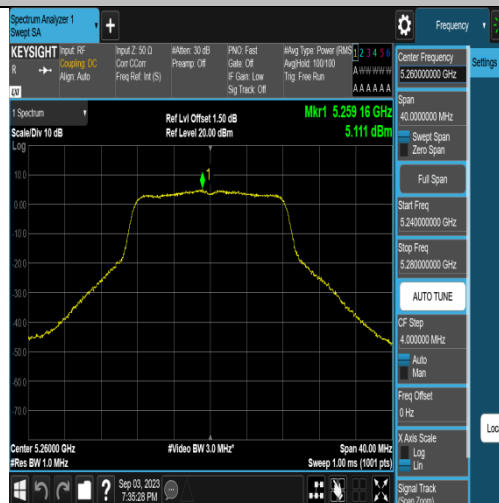 Spectrum Analyzer 1
Swept SA
+
Frequency
KEYSIGHT
R
LXI
Input: RF
Coupling: DC
Align: Auto
Input Z: 50 Ω
Corr CCorr
Freq Ref: Int (S)
#Atten: 30 dB
Preamp: Off
PNO: Fast
Gate: Off
IF Gain: Low
Sig Track: Off
#Avg Type: Power (RMS
Avg|Hold: 100/100
Trig: Free Run
1 2 3 4 5 6
A W W W W W
A A A A A A
1 Spectrum
Scale/Div 10 dB
Log
Ref Lvl Offset 1.50 dB
Ref Level 20.00 dBm
Mkr1 5.259 16 GHz
5.111 dBm
1
10.0
0.00
-10.0
-20.0
-30.0
-40.0
-50.0
-60.0
-70.0
Center 5.26000 GHz
#Res BW 1.0 MHz
#Video BW 3.0 MHz*
Span 40.00 MHz
Sweep 1.00 ms (1001 pts)
Sep 03, 2023
7:35:28 PM
Center Frequency
5.260000000 GHz
Settings
Span
40.0000000 MHz
Swept Span
Zero Span
Full Span
Start Freq
5.240000000 GHz
Stop Freq
5.280000000 GHz
AUTO TUNE
CF Step
4.000000 MHz
Auto
Man
Freq Offset
0 Hz
Loc
X Axis Scale
Log
Lin
Signal Track
(Span Zoom)